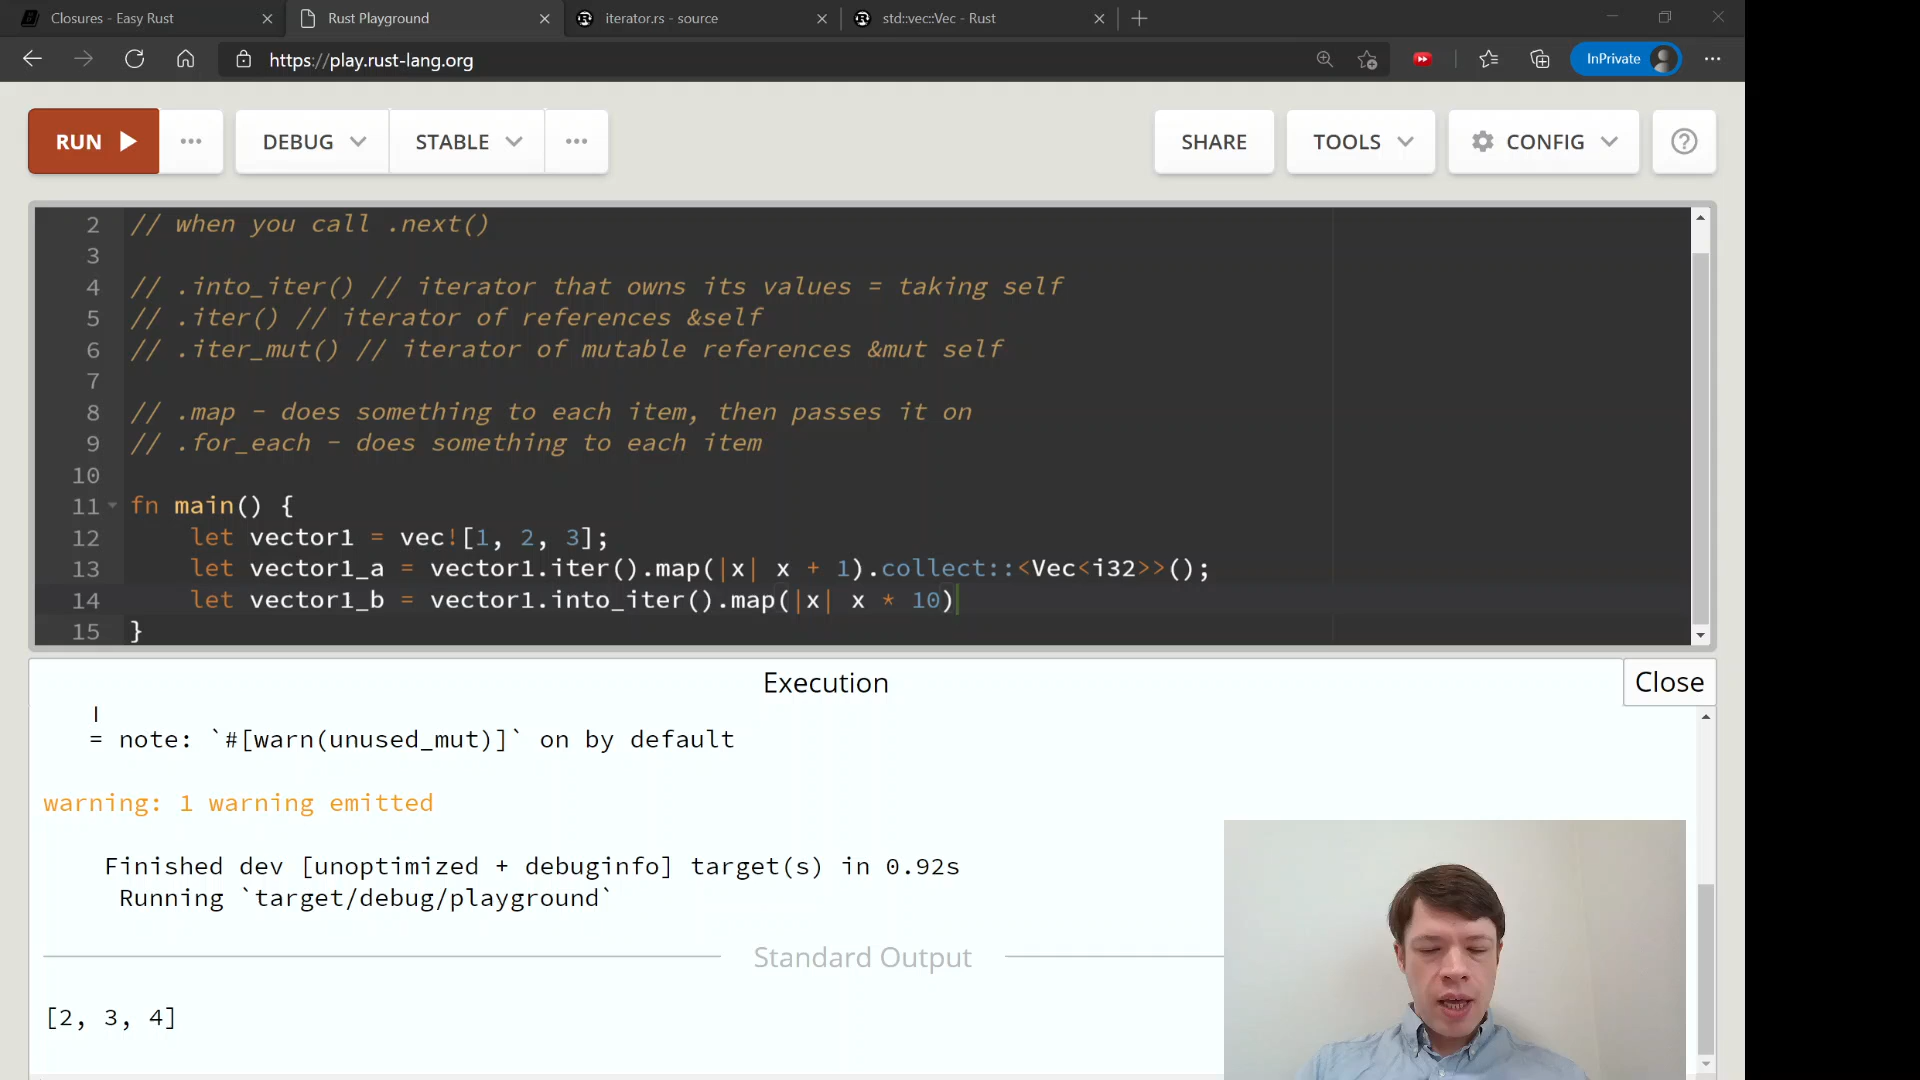 Closures - Easy Rust
Rust Playground
iterator.rs - source
std::vec::Vec - Rust
https://play.rust-lang.org
InPrivate
RUN
DEBUG
STABLE
SHARE
TOOLS
CONFIG
2 // when you call .next()
3
4 // .into_iter() // iterator that owns its values = taking self
5 // .iter() // iterator of references &self
6 // .iter_mut() // iterator of mutable references &mut self
7
8 // .map - does something to each item, then passes it on
9 // .for_each - does something to each item
10
11 fn main() {
12 let vector1 = vec![1, 2, 3];
13 let vector1_a = vector1.iter().map(|x| x + 1).collect::<Vec<i32>>();
14 let vector1_b = vector1.into_iter().map(|x| x * 10)
15 }
Execution
Close
|
= note: `#[warn(unused_mut)]` on by default
warning: 1 warning emitted
Finished dev [unoptimized + debuginfo] target(s) in 0.92s
Running `target/debug/playground`
Standard Output
[2, 3, 4]